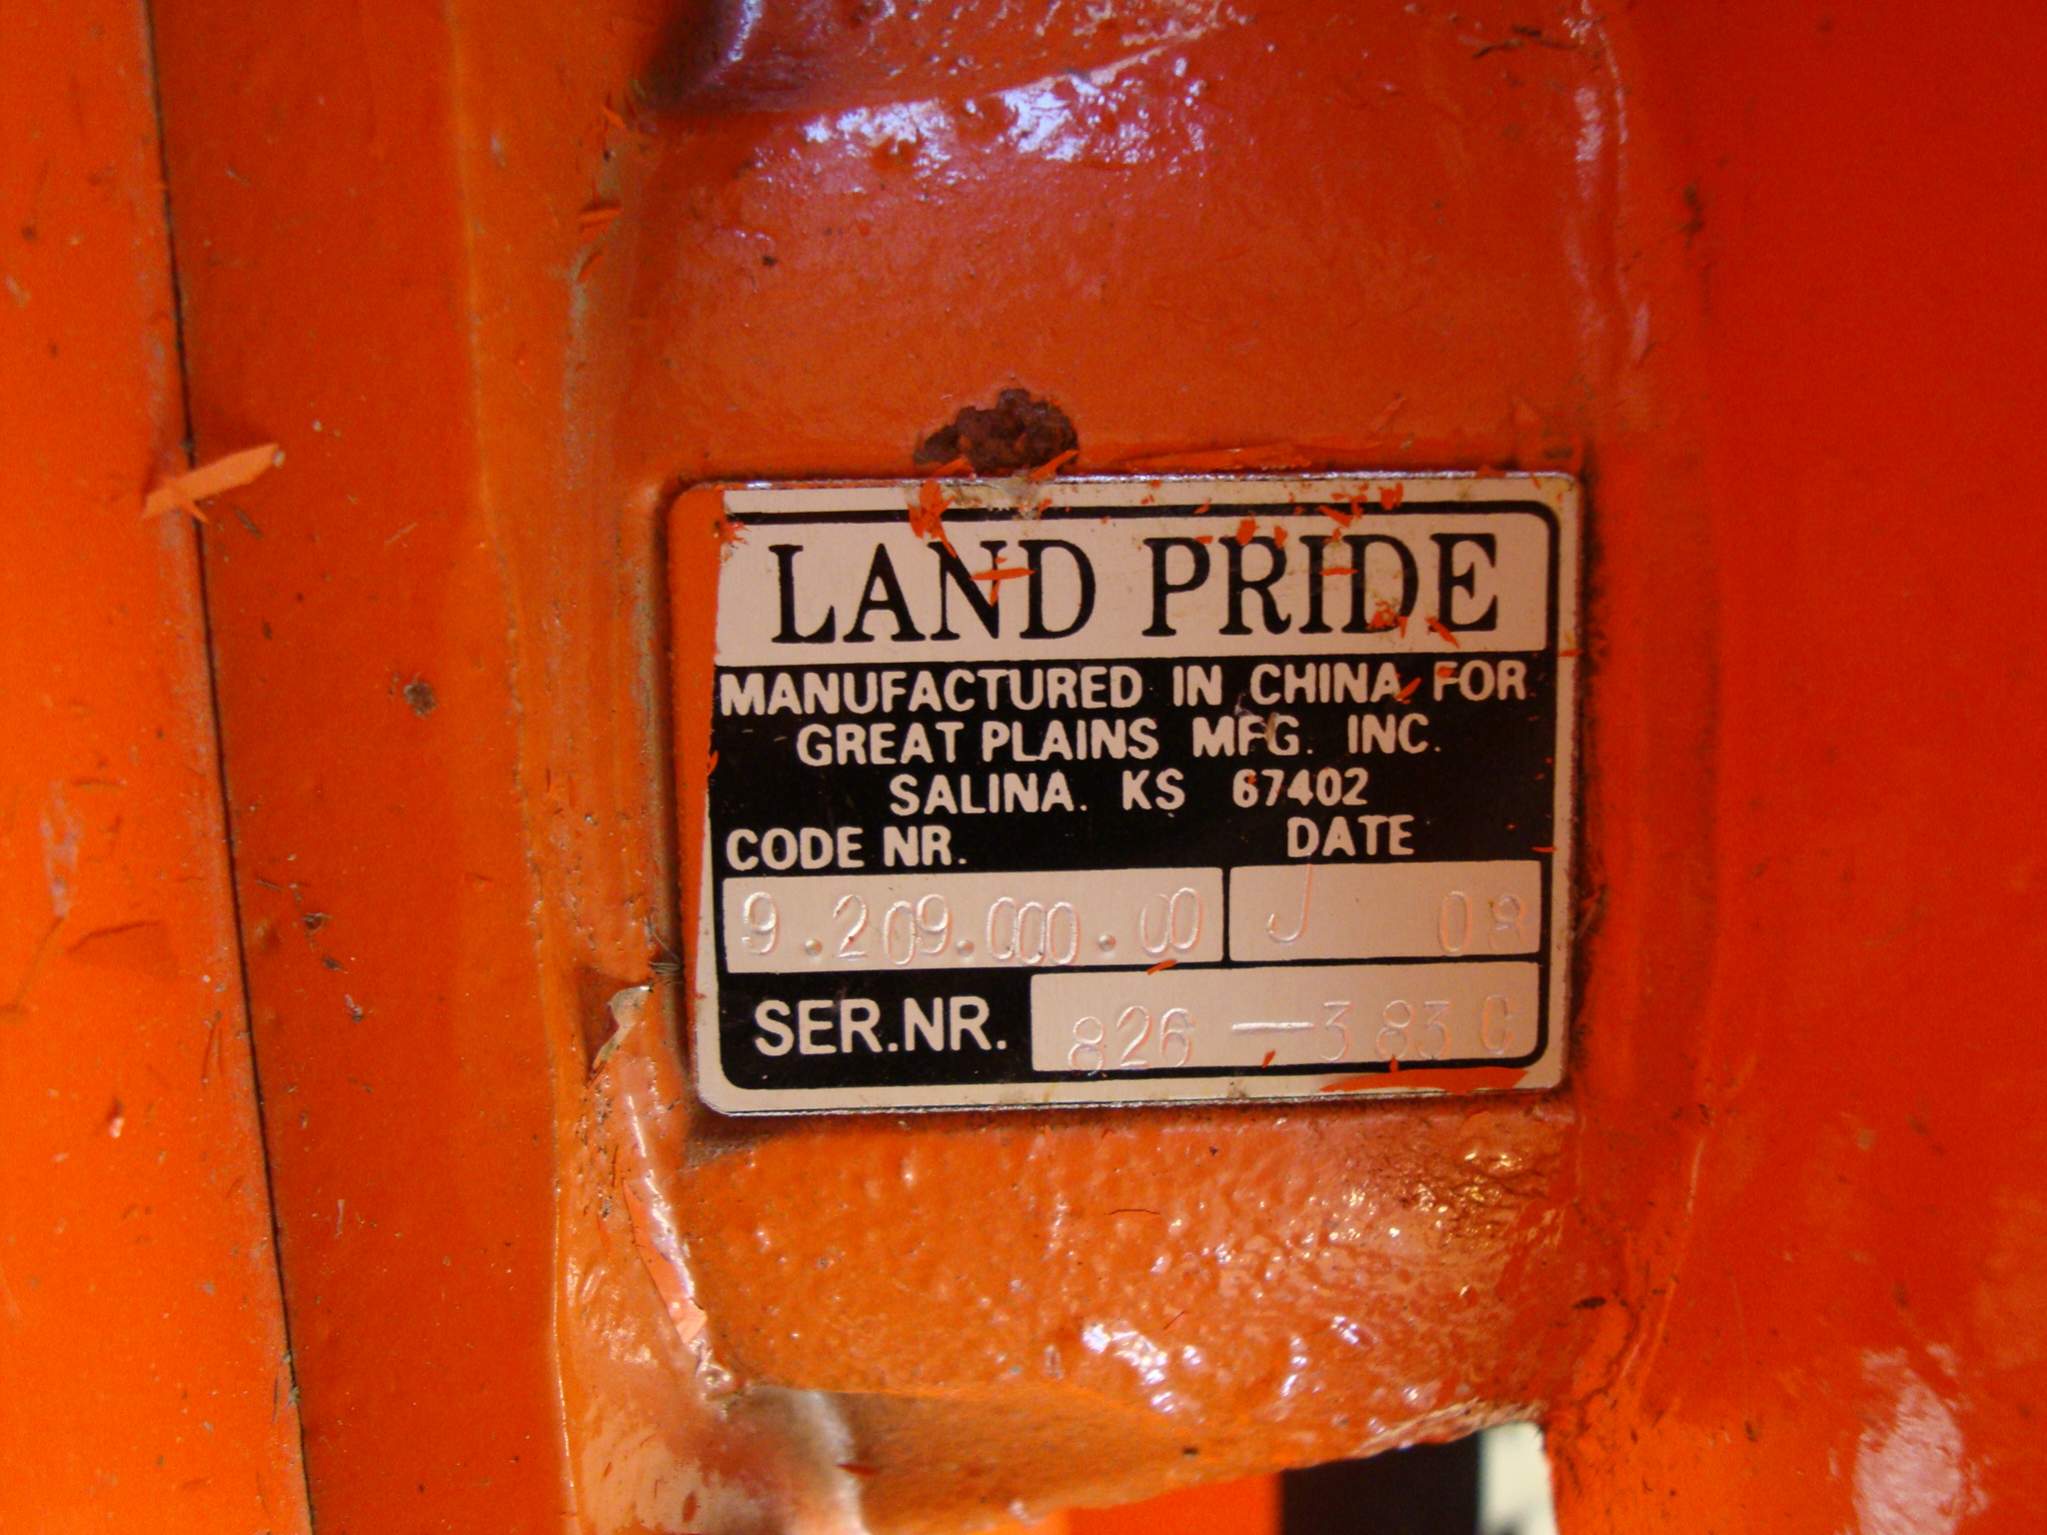 LAND PRIDE
MANUFACTURED IN CHINA FOR
GREAT PLAINS MFG. INC.
SALINA. KS 67402
CODE NR. DATE
9.209.000.00 J 08
SER.NR. 826-3830